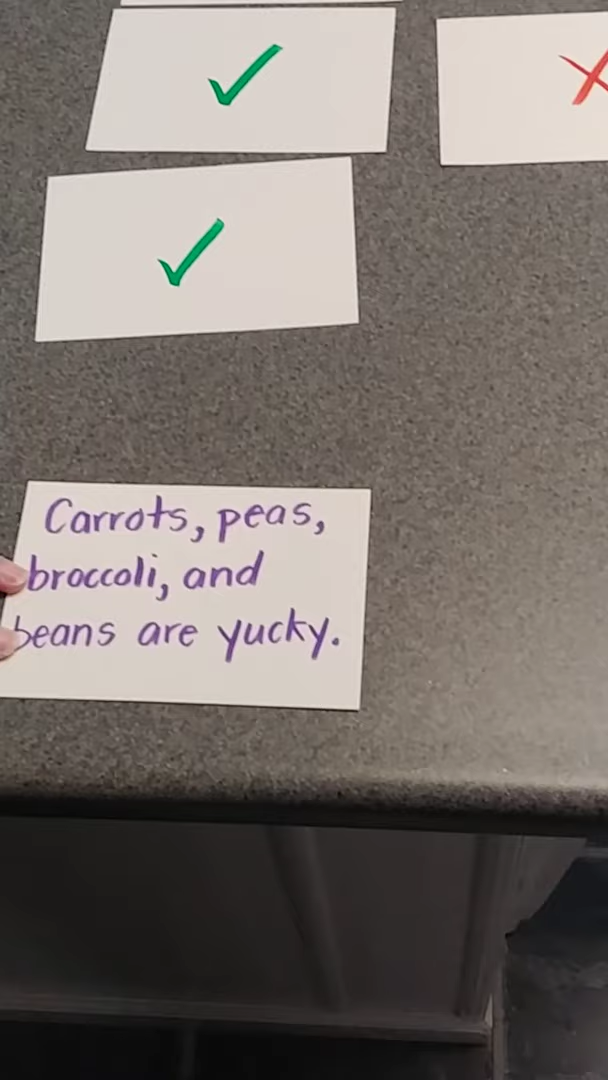 Carrots, peas,
broccoli, and
beans are yucky.